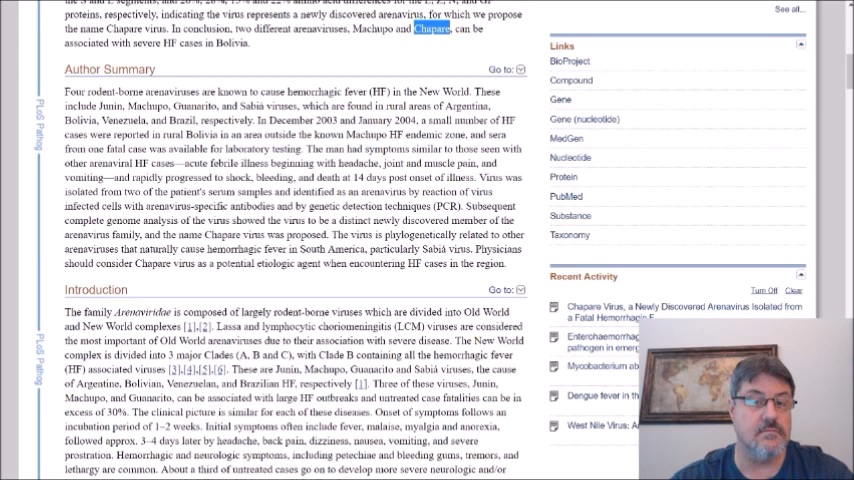 the S and L segments, and 26%, 28%, 15% and 22% amino acid differences for the L, Z, N, and GP
proteins, respectively, indicating the virus represents a newly discovered arenavirus, for which we propose
the name Chapare virus. In conclusion, two different arenaviruses, Machupo and Chapare, can be
associated with severe HF cases in Bolivia.
See all...
Author Summary
Go to:
Four rodent-borne arenaviruses are known to cause hemorrhagic fever (HF) in the New World. These
include Junin, Machupo, Guanarito, and Sabiá viruses, which are found in rural areas of Argentina,
Bolivia, Venezuela, and Brazil, respectively. In December 2003 and January 2004, a small number of HF
cases were reported in rural Bolivia in an area outside the known Machupo HF endemic zone, and sera
from one fatal case was available for laboratory testing. The man had symptoms similar to those seen with
other arenaviral HF cases—acute febrile illness beginning with headache, joint and muscle pain, and
vomiting—and rapidly progressed to shock, bleeding, and death at 14 days post onset of illness. Virus was
isolated from two of the patient's serum samples and identified as an arenavirus by reaction of virus
infected cells with arenavirus-specific antibodies and by genetic detection techniques (PCR). Subsequent
complete genome analysis of the virus showed the virus to be a distinct newly discovered member of the
arenavirus family, and the name Chapare virus was proposed. The virus is phylogenetically related to other
arenaviruses that naturally cause hemorrhagic fever in South America, particularly Sabiá virus. Physicians
should consider Chapare virus as a potential etiologic agent when encountering HF cases in the region.
Introduction
Go to:
The family Arenaviridae is composed of largely rodent-borne viruses which are divided into Old World
and New World complexes [1],[2]. Lassa and lymphocytic choriomeningitis (LCM) viruses are considered
the most important of Old World arenaviruses due to their association with severe disease. The New World
complex is divided into 3 major Clades (A, B and C), with Clade B containing all the hemorrhagic fever
(HF) associated viruses [3],[4],[5],[6]. These are Junin, Machupo, Guanarito and Sabiá viruses, the cause
of Argentine, Bolivian, Venezuelan, and Brazilian HF, respectively [1]. Three of these viruses, Junin,
Machupo, and Guanarito, can be associated with large HF outbreaks and untreated case fatalities can be in
excess of 30%. The clinical picture is similar for each of these diseases. Onset of symptoms follows an
incubation period of 1–2 weeks. Initial symptoms often include fever, malaise, myalgia and anorexia,
followed approx. 3–4 days later by headache, back pain, dizziness, nausea, vomiting, and severe
prostration. Hemorrhagic and neurologic symptoms, including petechiae and bleeding gums, tremors, and
lethargy are common. About a third of untreated cases go on to develop more severe neurologic and/or
PLoS Pathog
PLoS Pathog
Links
BioProject
Compound
Gene
Gene (nucleotide)
MedGen
Nucleotide
Protein
PubMed
Substance
Taxonomy
Recent Activity
Turn Off Clear
Chapare Virus, a Newly Discovered Arenavirus Isolated from
a Fatal Hemorrhagic F
Enterohaemorrhag
pathogen in emerg
Mycobacterium ab
Dengue fever in th
West Nile Virus: A